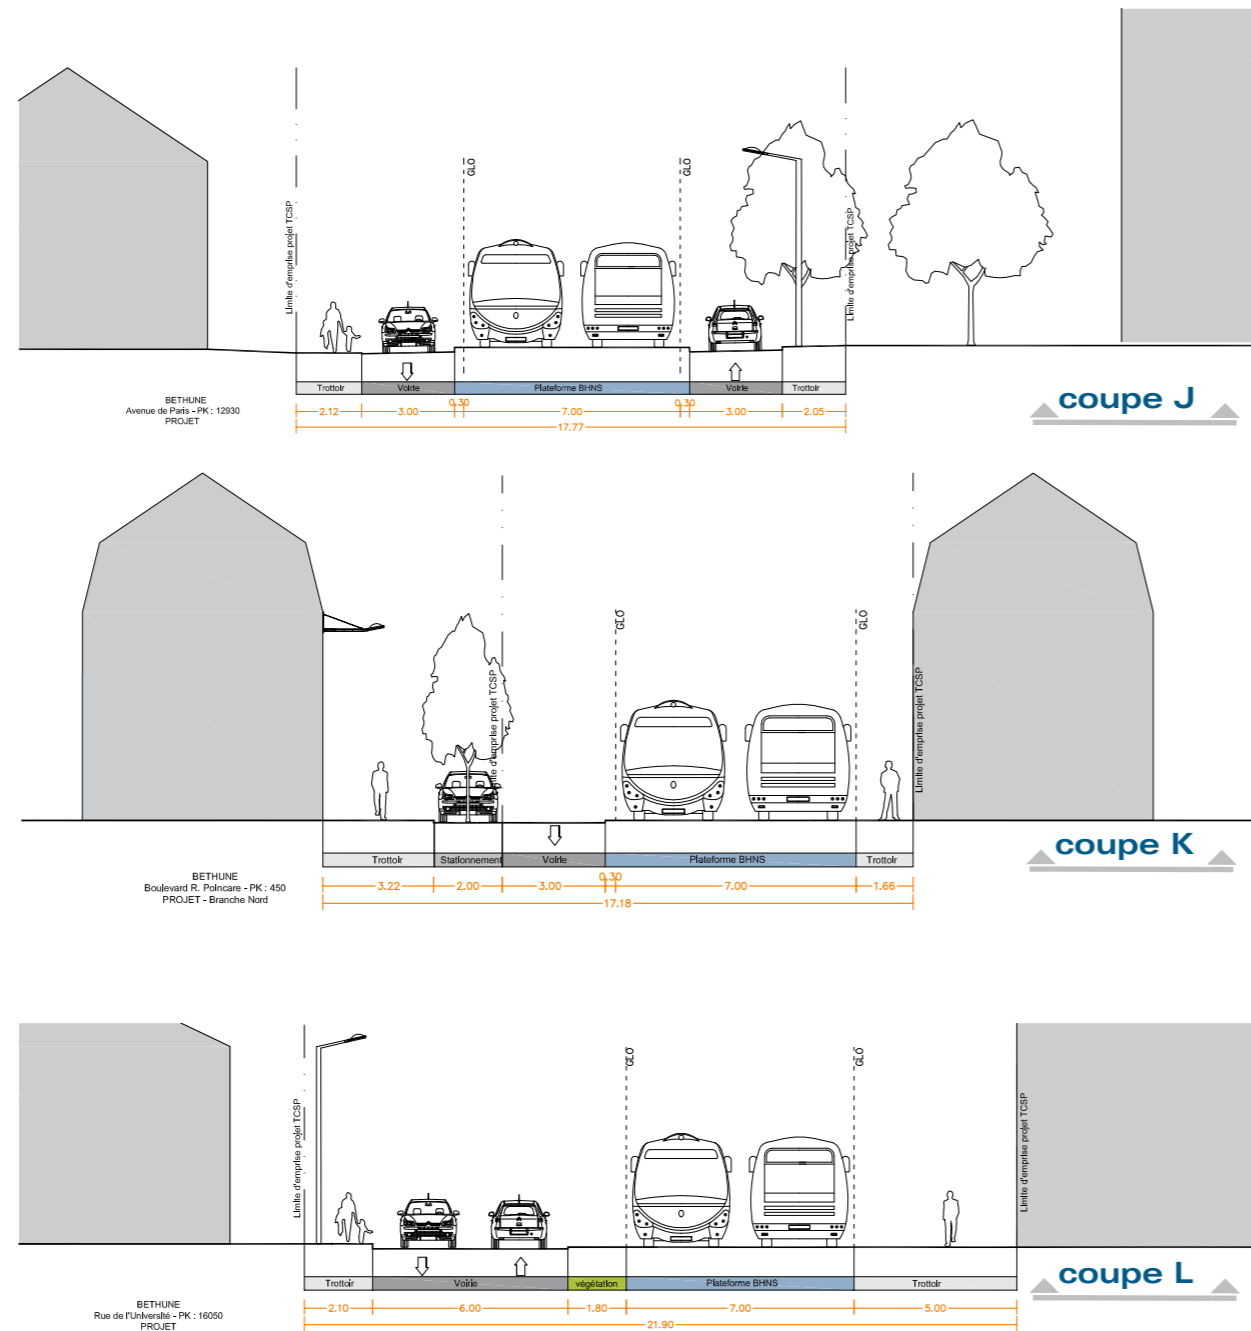 Limite d'emprise projet TCSP
GLO
GLO
Limite d'emprise projet TCSP
Trottoir
Voirie
Plateforme BHNS
Voirie
Trottoir
BETHUNE
Avenue de Paris - PK : 12930
PROJET
2.12
3.00
0.30
7.00
0.30
3.00
2.05
17.77
coupe J
Limite d'emprise projet TCSP
GLO
GLO
Limite d'emprise projet TCSP
Trottoir
Stationnement
Voirie
Plateforme BHNS
Trottoir
BETHUNE
Boulevard R. Poincare - PK : 450
PROJET - Branche Nord
3.22
2.00
3.00
0.30
7.00
1.66
17.18
coupe K
Limite d'emprise projet TCSP
GLO
GLO
Limite d'emprise projet TCSP
Trottoir
Voirie
végétation
Plateforme BHNS
Trottoir
BETHUNE
Rue de l'Université - PK : 16050
PROJET
2.10
6.00
1.80
7.00
5.00
21.90
coupe L